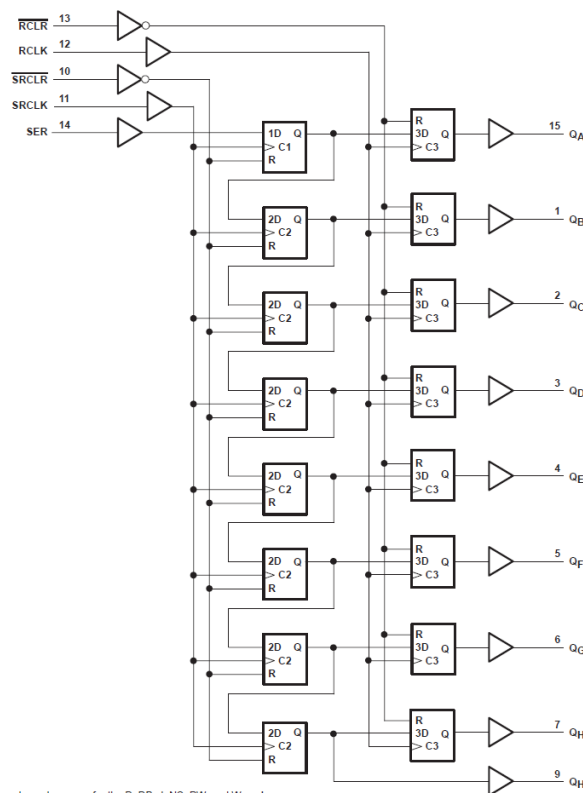 RCLR 13
RCLK 12
SRCLR 10
SRCLK 11
SER 14
1D Q
C1
R
R
3D Q
C3
15 QA
2D Q
C2
R
R
3D Q
C3
1 QB
2D Q
C2
R
R
3D Q
C3
2 QC
2D Q
C2
R
R
3D Q
C3
3 QD
2D Q
C2
R
R
3D Q
C3
4 QE
2D Q
C2
R
R
3D Q
C3
5 QF
2D Q
C2
R
R
3D Q
C3
6 QG
2D Q
C2
R
R
3D Q
C3
7 QH
9 QH